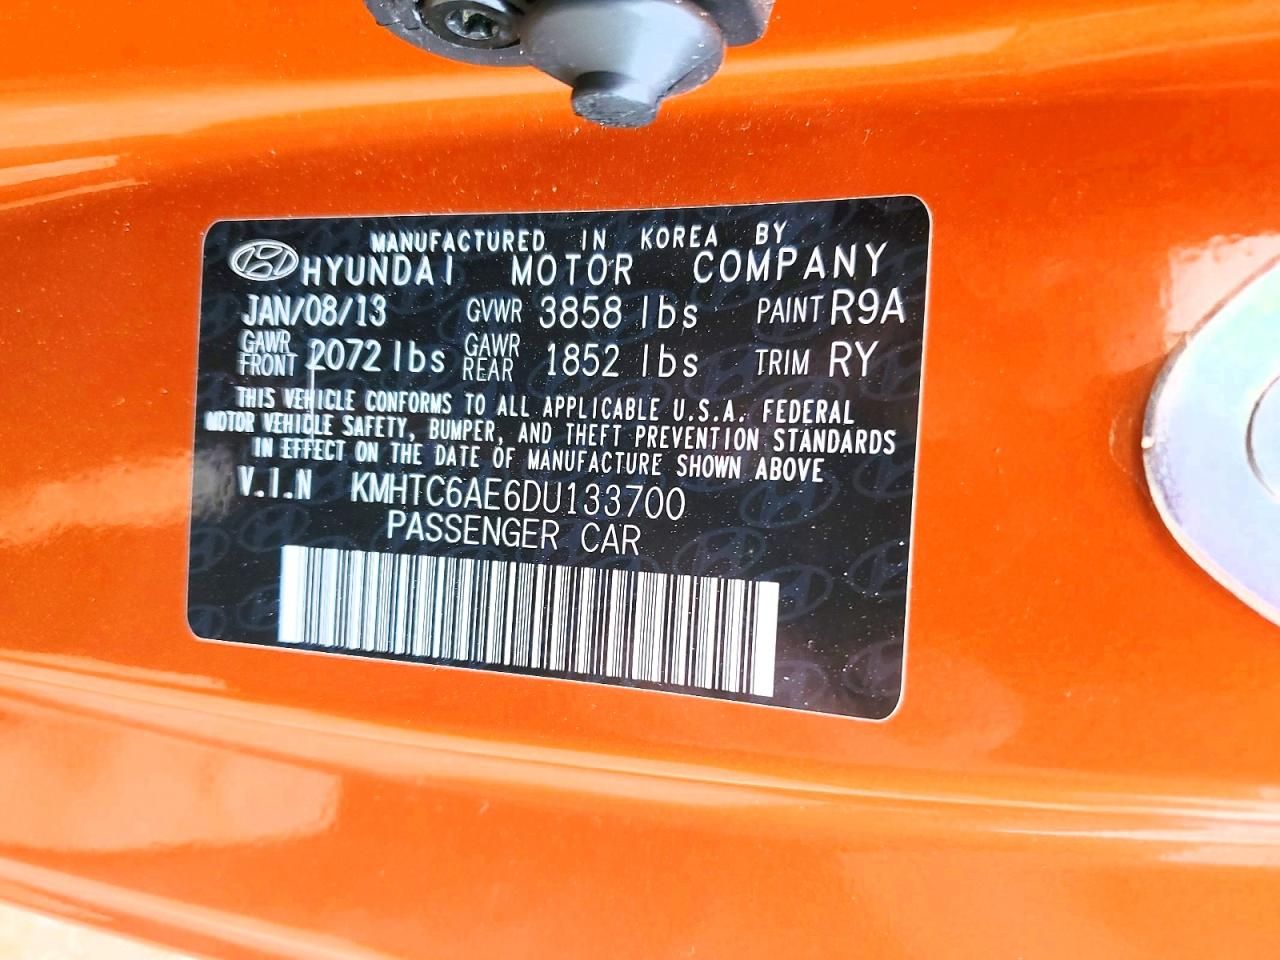 MANUFACTURED IN KOREA BY
HYUNDAI MOTOR COMPANY
JAN/08/13 GVWR 3858 lbs PAINT R9A
GAWR FRONT 2072 lbs GAWR REAR 1852 lbs TRIM RY
THIS VEHICLE CONFORMS TO ALL APPLICABLE U.S.A. FEDERAL
MOTOR VEHICLE SAFETY, BUMPER, AND THEFT PREVENTION STANDARDS
IN EFFECT ON THE DATE OF MANUFACTURE SHOWN ABOVE
V.I.N KMHTC6AE6DU133700
PASSENGER CAR